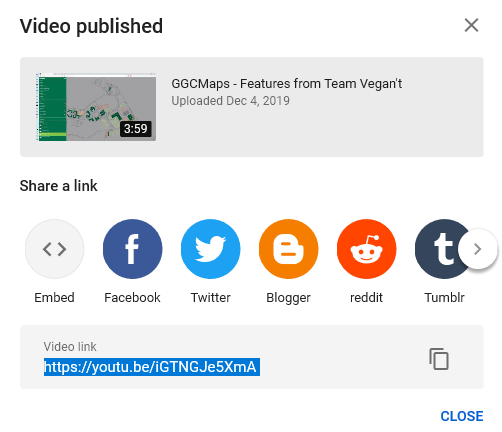 Video published
GGCMaps - Features from Team Vegan't
Uploaded Dec 4, 2019
3:59
Share a link
Embed
Facebook
Twitter
Blogger
reddit
Tumblr
Video link
https://youtu.be/iGTNGJe5XmA
CLOSE